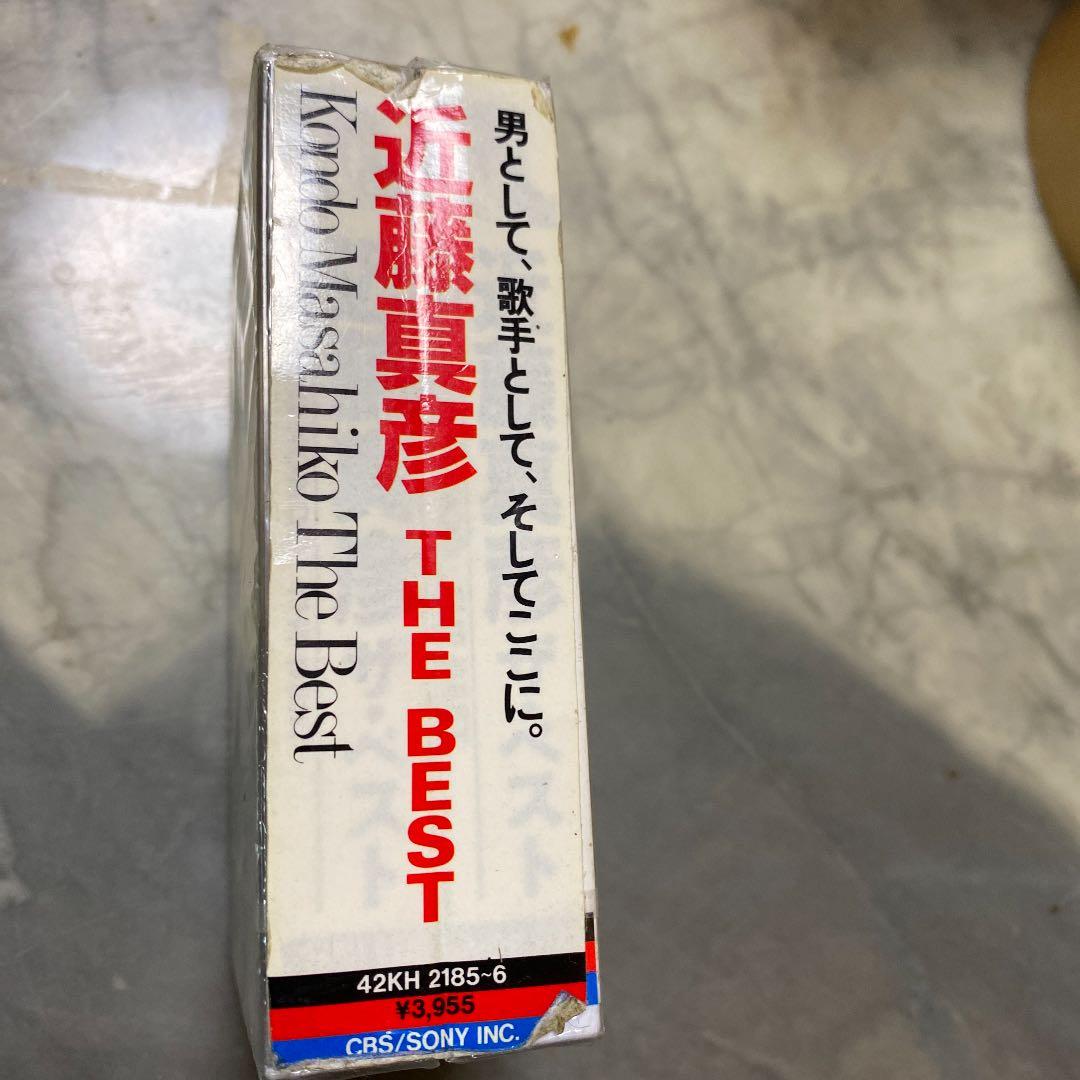 男として、歌手として、そしてここに。
近藤真彦 THE BEST
Kondo Masahiko The Best
42KH 2185~6
¥3,955
CBS/SONY INC.